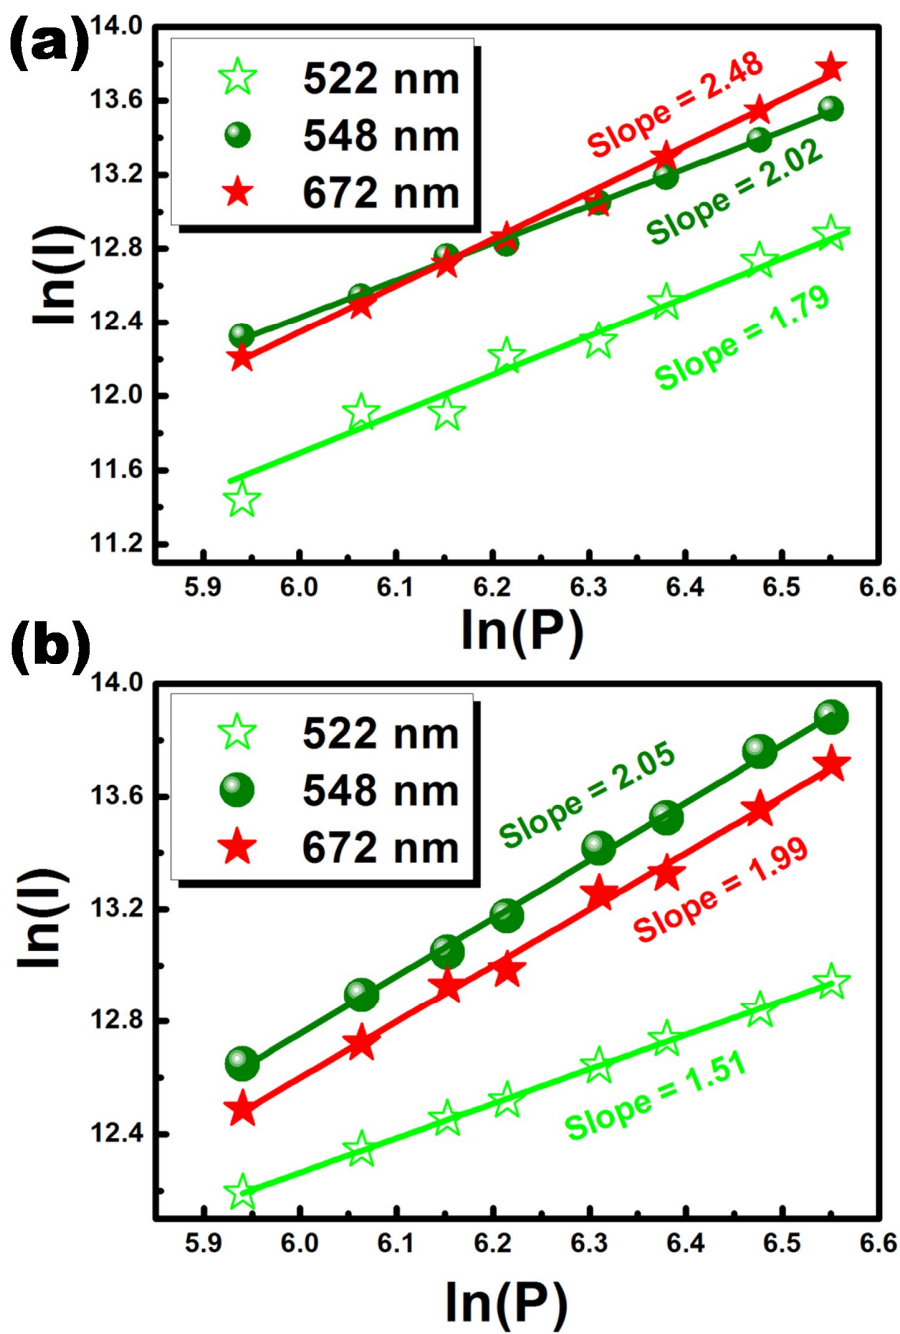 (a)
14.0
13.6
13.2
12.8
12.4
12.0
11.6
11.2
ln(I)
522 nm
548 nm
672 nm
Slope = 2.48
Slope = 2.02
Slope = 1.79
5.9 6.0 6.1 6.2 6.3 6.4 6.5 6.6
ln(P)
(b)
14.0
13.6
13.2
12.8
12.4
ln(I)
522 nm
548 nm
672 nm
Slope = 2.05
Slope = 1.99
Slope = 1.51
5.9 6.0 6.1 6.2 6.3 6.4 6.5 6.6
ln(P)